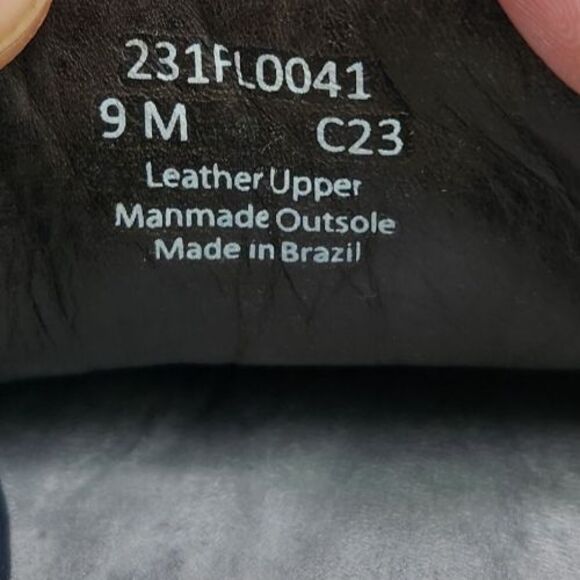 231FL0041
9 M C23
Leather Upper
Manmade Outsole
Made in Brazil